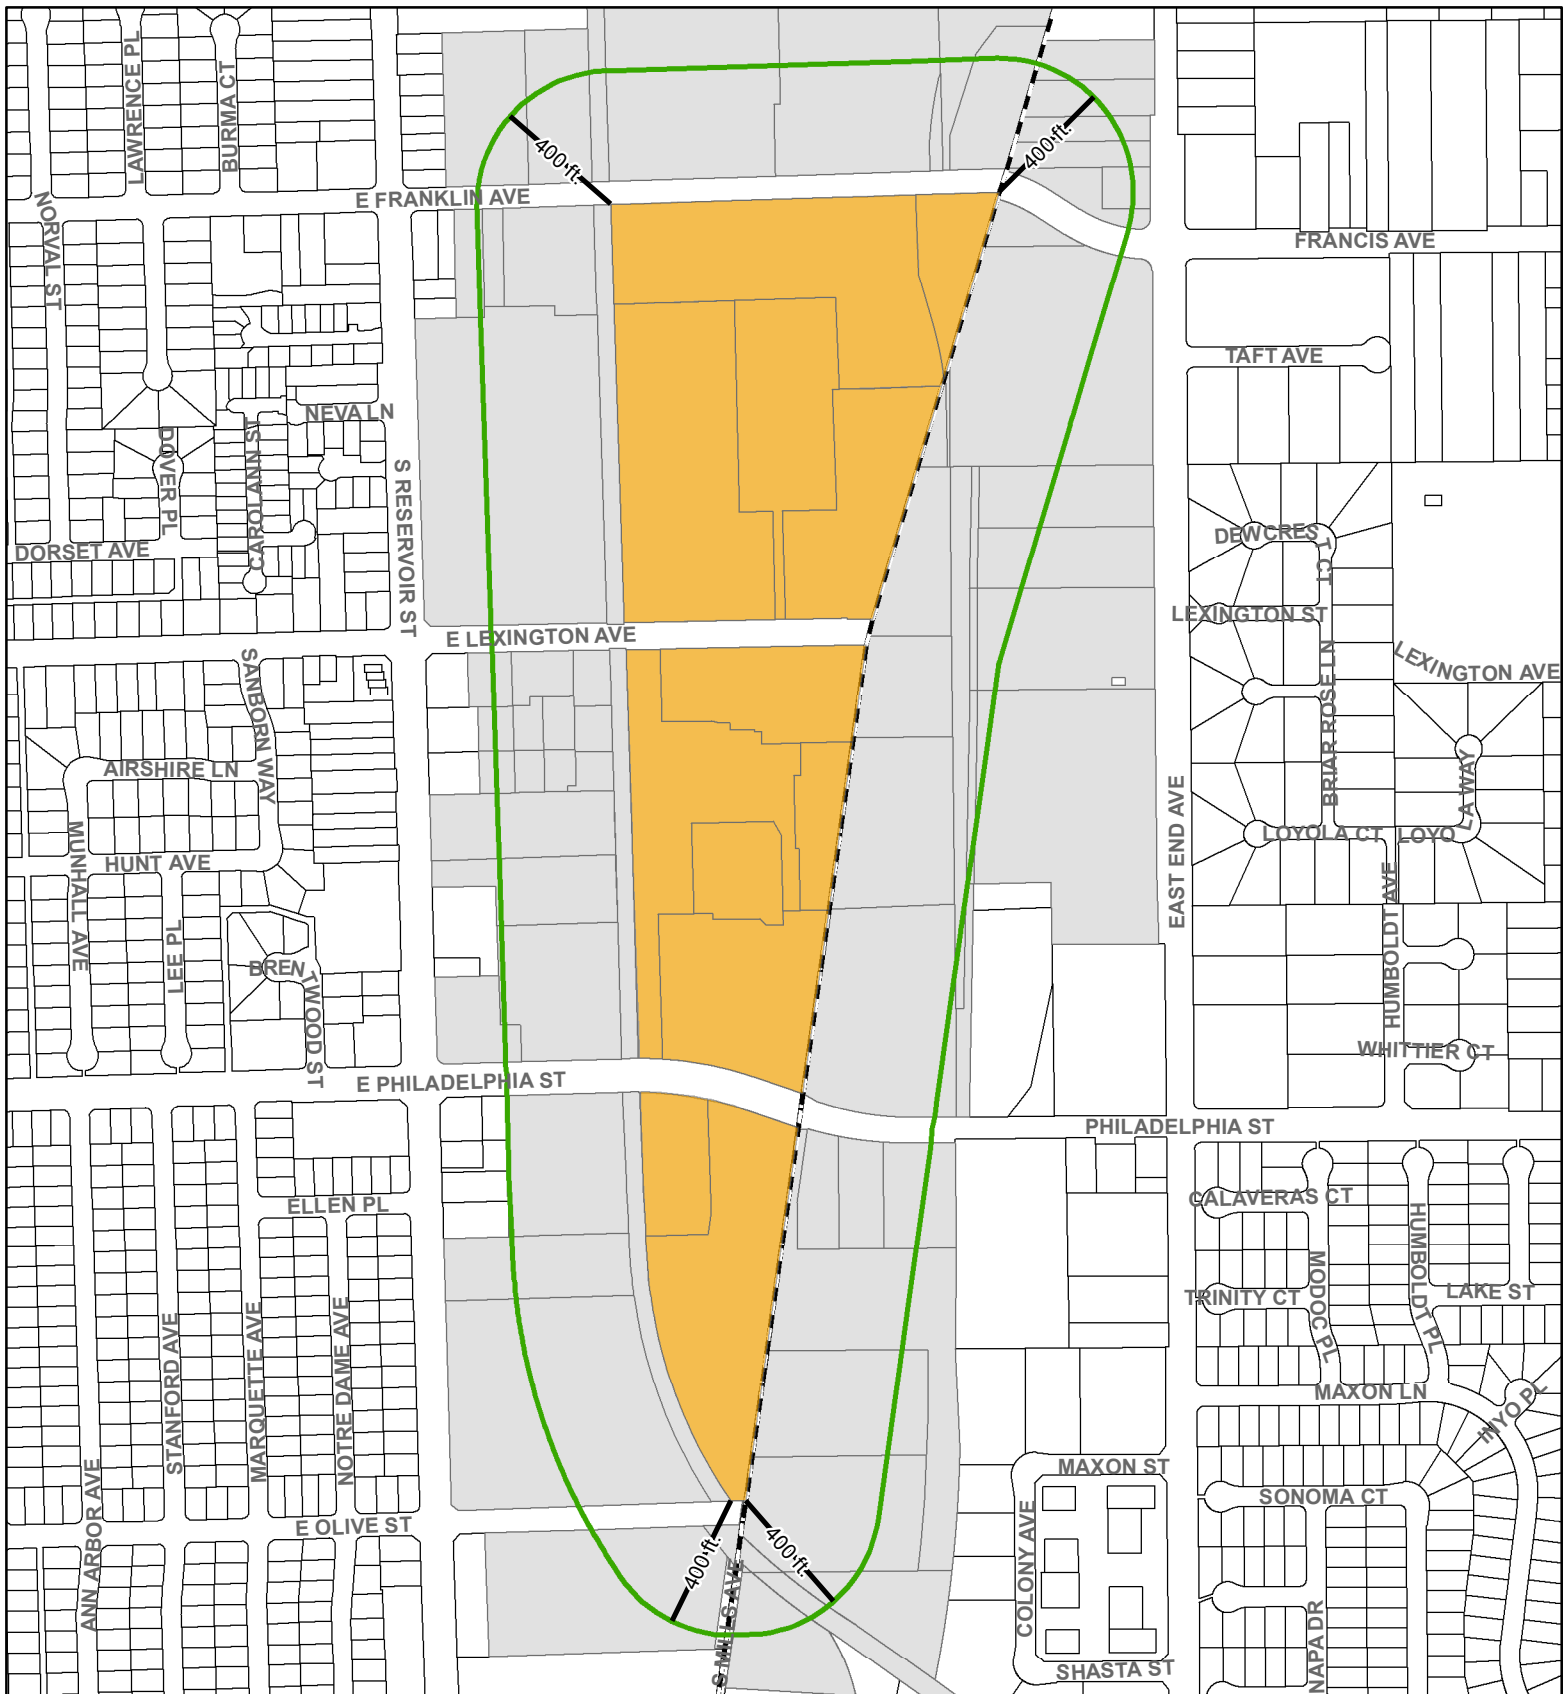 LAWRENCE PL
BURMA CT
400 ft.
400 ft.
E FRANKLIN AVE
NORVAL ST
FRANCIS AVE
TAFT AVE
NEVA LN
DOVER PL
CAROLANN ST
S RESERVOIR ST
DORSET AVE
DEWCREST CT
LEXINGTON ST
E LEXINGTON AVE
LEXINGTON AVE
SANBORN WAY
BRIAR ROSE LN
AIRSHIRE LN
LOYOLA WAY
EAST END AVE
MUNHALL AVE
HUNT AVE
LOYOLA CT
HUMBOLDT AVE
LEE PL
BRENTWOOD ST
WHITTIER CT
E PHILADELPHIA ST
PHILADELPHIA ST
CALAVERAS CT
ELLEN PL
HUMBOLDT PL
MODOC PL
TRINITY CT
LAKE ST
STANFORD AVE
MARQUETTE AVE
NOTRE DAME AVE
MAXON LN
INYO PL
ANN ARBOR AVE
MAXON ST
SONOMA CT
E OLIVE ST
400 ft.
400 ft.
S MILLS AVE
COLONY AVE
NAPA DR
SHASTA ST